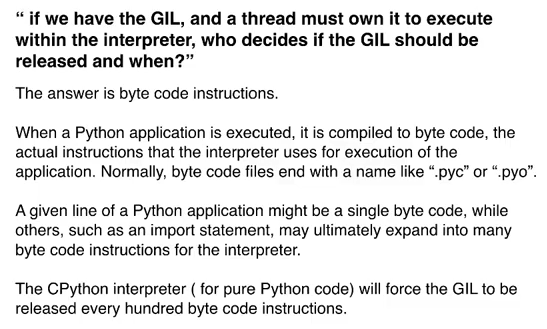 “ if we have the GIL, and a thread must own it to execute
within the interpreter, who decides if the GIL should be
released and when?”
The answer is byte code instructions.
When a Python application is executed, it is compiled to byte code, the
actual instructions that the interpreter uses for execution of the
application. Normally, byte code files end with a name like “.pyc” or “.pyo”.
A given line of a Python application might be a single byte code, while
others, such as an import statement, may ultimately expand into many
byte code instructions for the interpreter.
The CPython interpreter ( for pure Python code) will force the GIL to be
released every hundred byte code instructions.